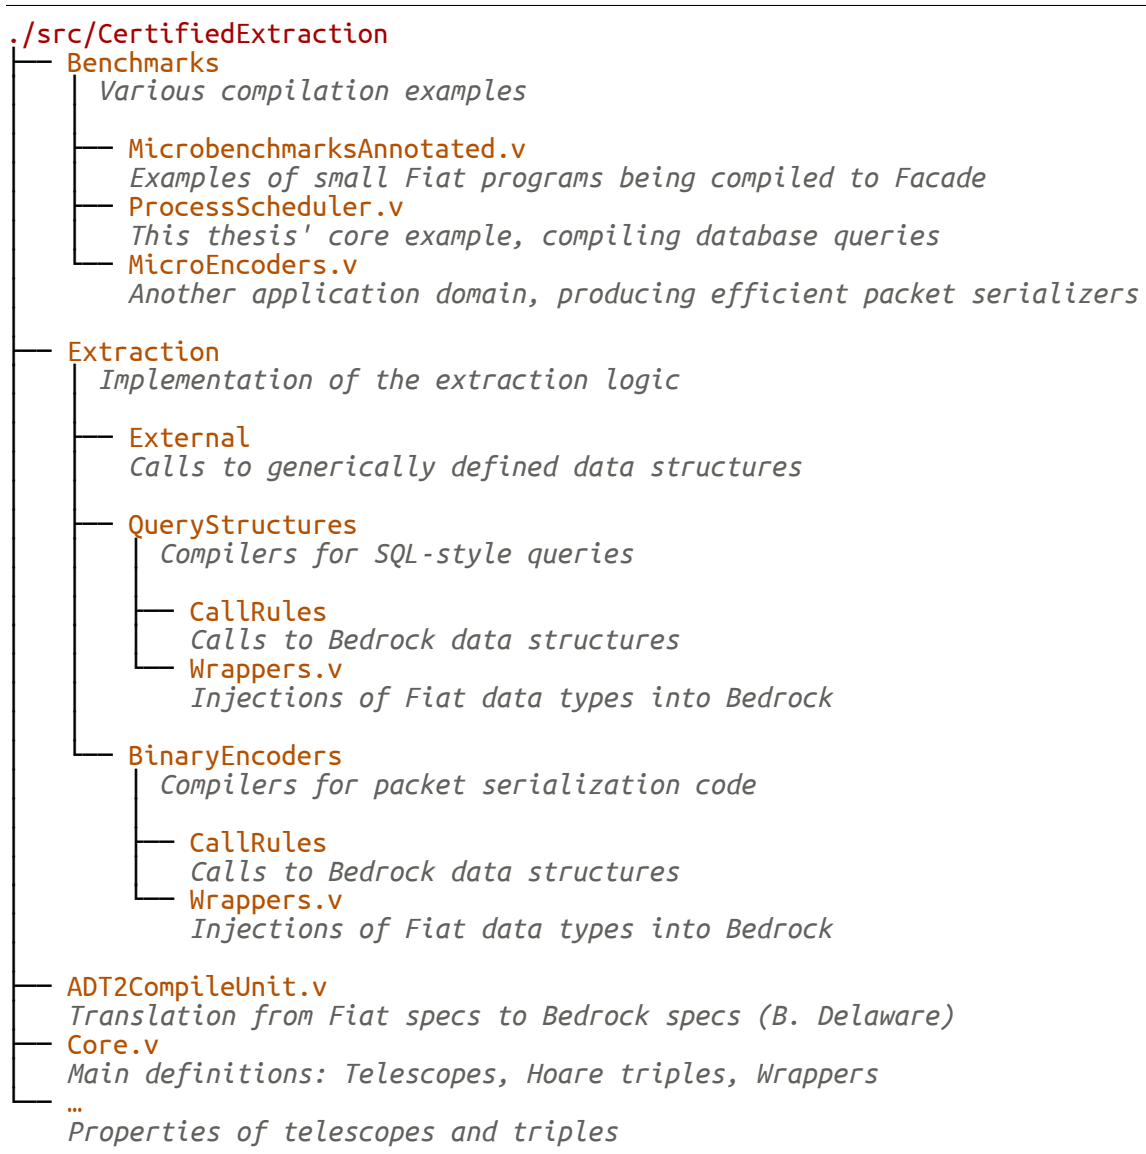 ./src/CertifiedExtraction
Benchmarks
Various compilation examples
MicrobenchmarksAnnotated.v
Examples of small Fiat programs being compiled to Facade
ProcessScheduler.v
This thesis' core example, compiling database queries
MicroEncoders.v
Another application domain, producing efficient packet serializers
Extraction
Implementation of the extraction logic
External
Calls to generically defined data structures
QueryStructures
Compilers for SQL-style queries
CallRules
Calls to Bedrock data structures
Wrappers.v
Injections of Fiat data types into Bedrock
BinaryEncoders
Compilers for packet serialization code
CallRules
Calls to Bedrock data structures
Wrappers.v
Injections of Fiat data types into Bedrock
ADT2CompileUnit.v
Translation from Fiat specs to Bedrock specs (B. Delaware)
Core.v
Main definitions: Telescopes, Hoare triples, Wrappers
…
Properties of telescopes and triples